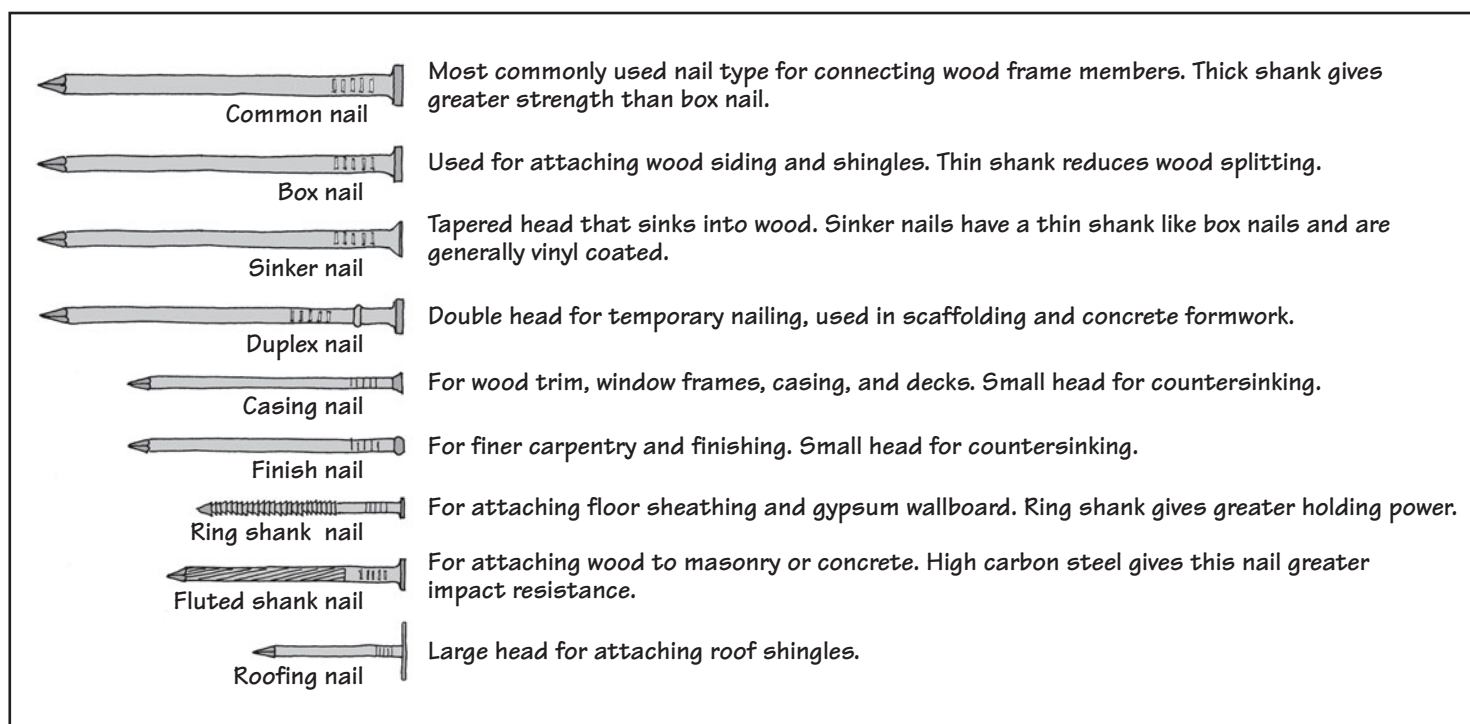 Most commonly used nail type for connecting wood frame members. Thick shank gives
greater strength than box nail.
Common nail
Used for attaching wood siding and shingles. Thin shank reduces wood splitting.
Box nail
Tapered head that sinks into wood. Sinker nails have a thin shank like box nails and are
generally vinyl coated.
Sinker nail
Double head for temporary nailing, used in scaffolding and concrete formwork.
Duplex nail
For wood trim, window frames, casing, and decks. Small head for countersinking.
Casing nail
For finer carpentry and finishing. Small head for countersinking.
Finish nail
For attaching floor sheathing and gypsum wallboard. Ring shank gives greater holding power.
Ring shank nail
For attaching wood to masonry or concrete. High carbon steel gives this nail greater
impact resistance.
Fluted shank nail
Large head for attaching roof shingles.
Roofing nail